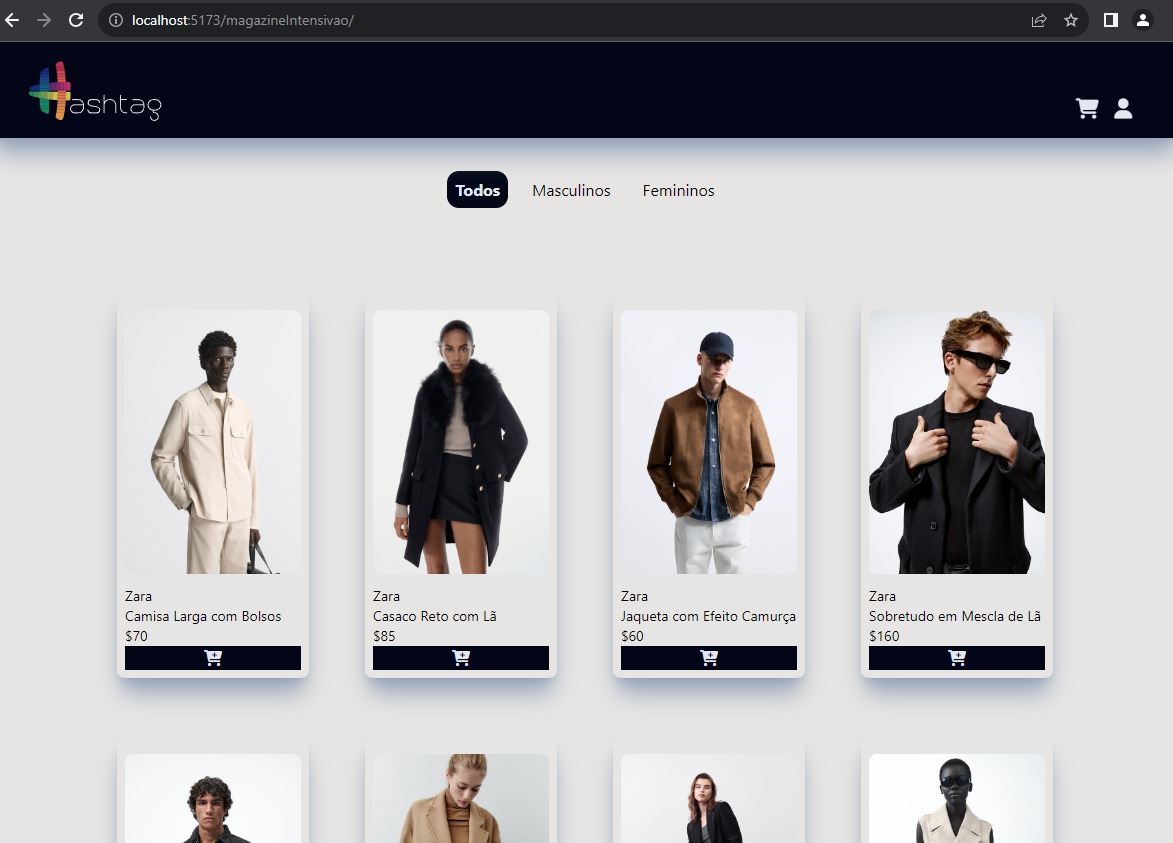 localhost:5173/magazineIntensivao/
Hashtag
Todos Masculinos Femininos
Zara
Camisa Larga com Bolsos
$70
Zara
Casaco Reto com Lã
$85
Zara
Jaqueta com Efeito Camurça
$60
Zara
Sobretudo em Mescla de Lã
$160